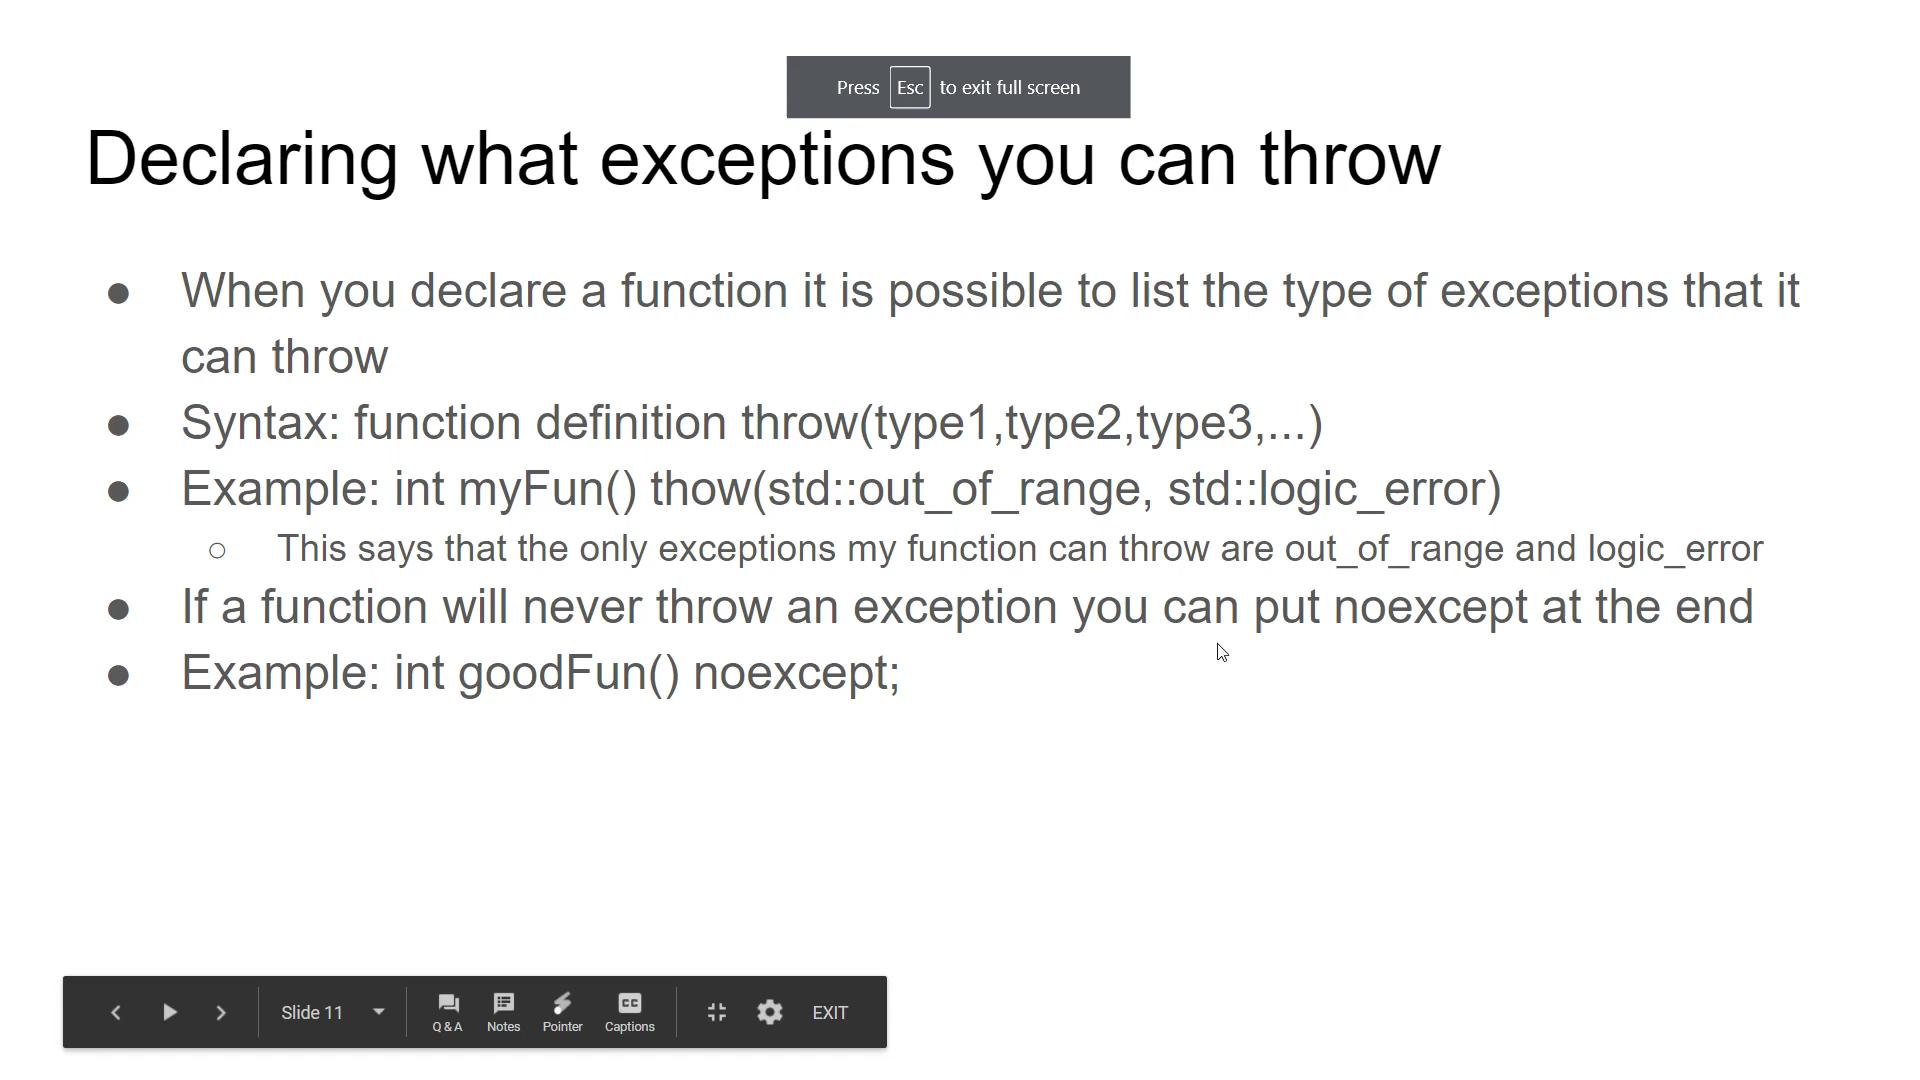 Press Esc to exit full screen
Declaring what exceptions you can throw
● When you declare a function it is possible to list the type of exceptions that it
can throw
● Syntax: function definition throw(type1,type2,type3,...)
● Example: int myFun() thow(std::out_of_range, std::logic_error)
○ This says that the only exceptions my function can throw are out_of_range and logic_error
● If a function will never throw an exception you can put noexcept at the end
● Example: int goodFun() noexcept;
Slide 11
Q & A Notes Pointer CC Captions
EXIT